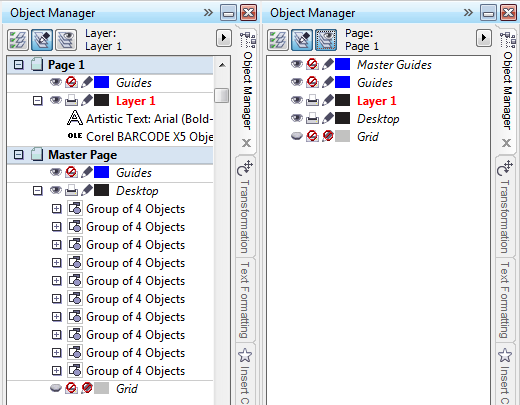 Object Manager
Layer:
Layer 1
Page 1
Guides
Layer 1
Artistic Text: Arial (Bold-
OLE Corel BARCODE X5 Obje
Master Page
Guides
Desktop
Group of 4 Objects
Group of 4 Objects
Group of 4 Objects
Group of 4 Objects
Group of 4 Objects
Group of 4 Objects
Group of 4 Objects
Group of 4 Objects
Group of 4 Objects
Group of 4 Objects
Grid
Object Manager
Transformation
Text Formatting
Insert C
Object Manager
Page:
Page 1
Master Guides
Guides
Layer 1
Desktop
Grid
Object Manager
Transformation
Text Formatting
Insert C